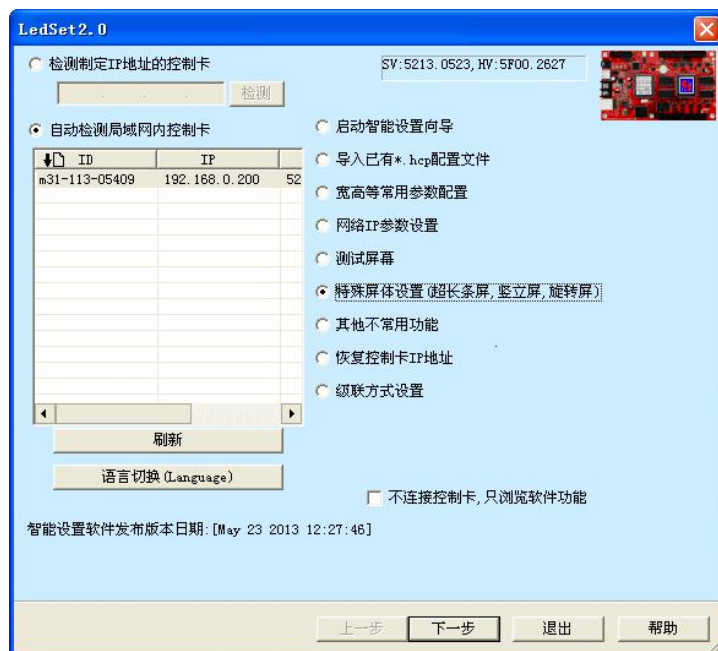 LedSet2.0
检测制定IP地址的控制卡
SV:5213.0523,HV:5F00.2627
检测
自动检测局域网内控制卡
ID IP
m31-113-05409 192.168.0.200 52
启动智能设置向导
导入已有*.hcp配置文件
宽高等常用参数配置
网络IP参数设置
测试屏幕
特殊屏体设置(超长条屏,竖立屏,旋转屏)
其他不常用功能
恢复控制卡IP地址
级联方式设置
刷新
语言切换(Language)
不连接控制卡,只浏览软件功能
智能设置软件发布版本日期:[May 23 2013 12:27:46]
上一步 下一步 退出 帮助